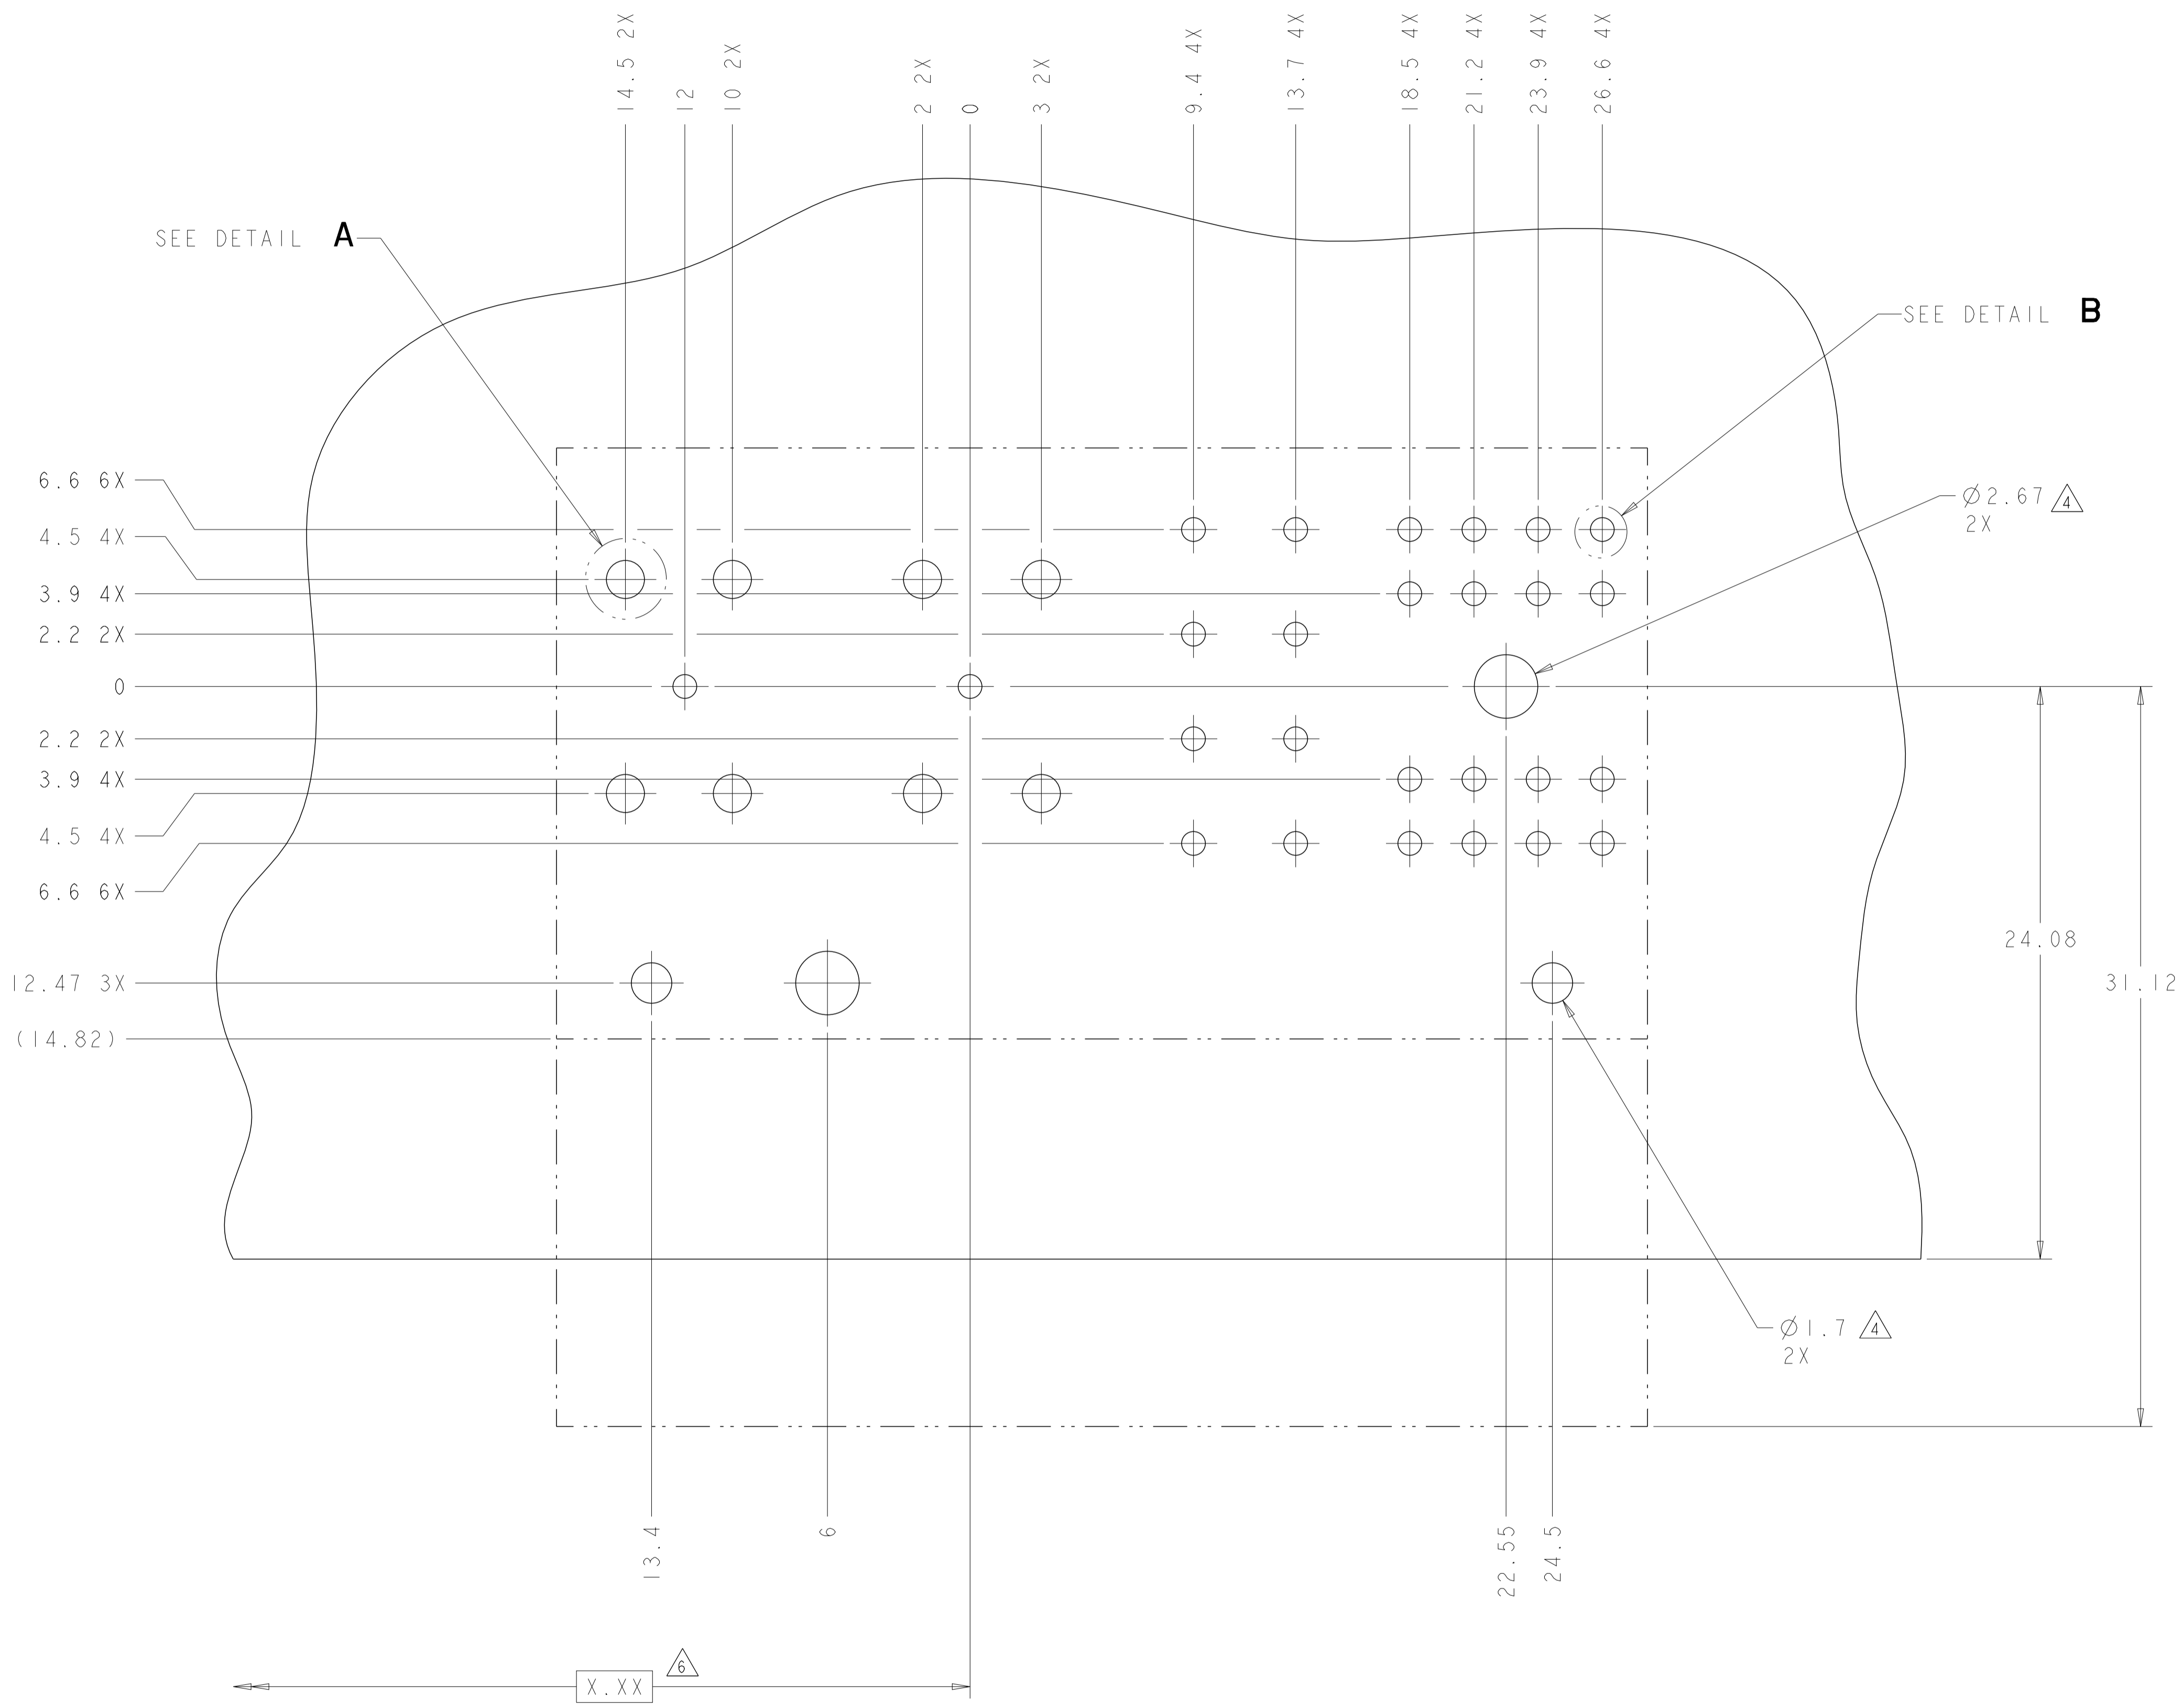 14.5 2X
12
10 2X
2 2X
0
3 2X
9.4 4X
13.7 4X
18.5 4X
21.2 4X
23.9 4X
26.6 4X
SEE DETAIL A
SEE DETAIL B
6.6 6X
4.5 4X
3.9 4X
2.2 2X
0
2.2 2X
3.9 4X
4.5 4X
6.6 6X
12.47 3X
(14.82)
Ø2.67 4
2X
24.08
31.12
Ø1.7 4
2X
13.4
6
22.55
24.5
X.XX 6